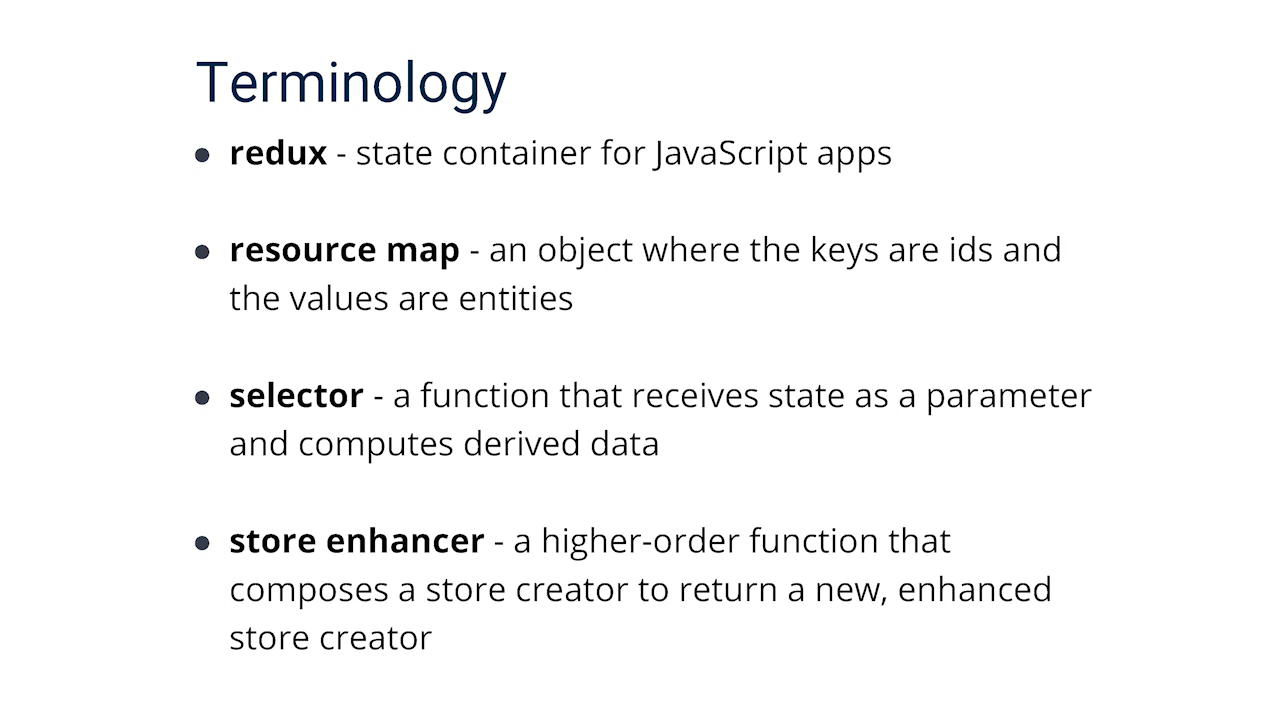 Terminology
● redux - state container for JavaScript apps
● resource map - an object where the keys are ids and
the values are entities
● selector - a function that receives state as a parameter
and computes derived data
● store enhancer - a higher-order function that
composes a store creator to return a new, enhanced
store creator